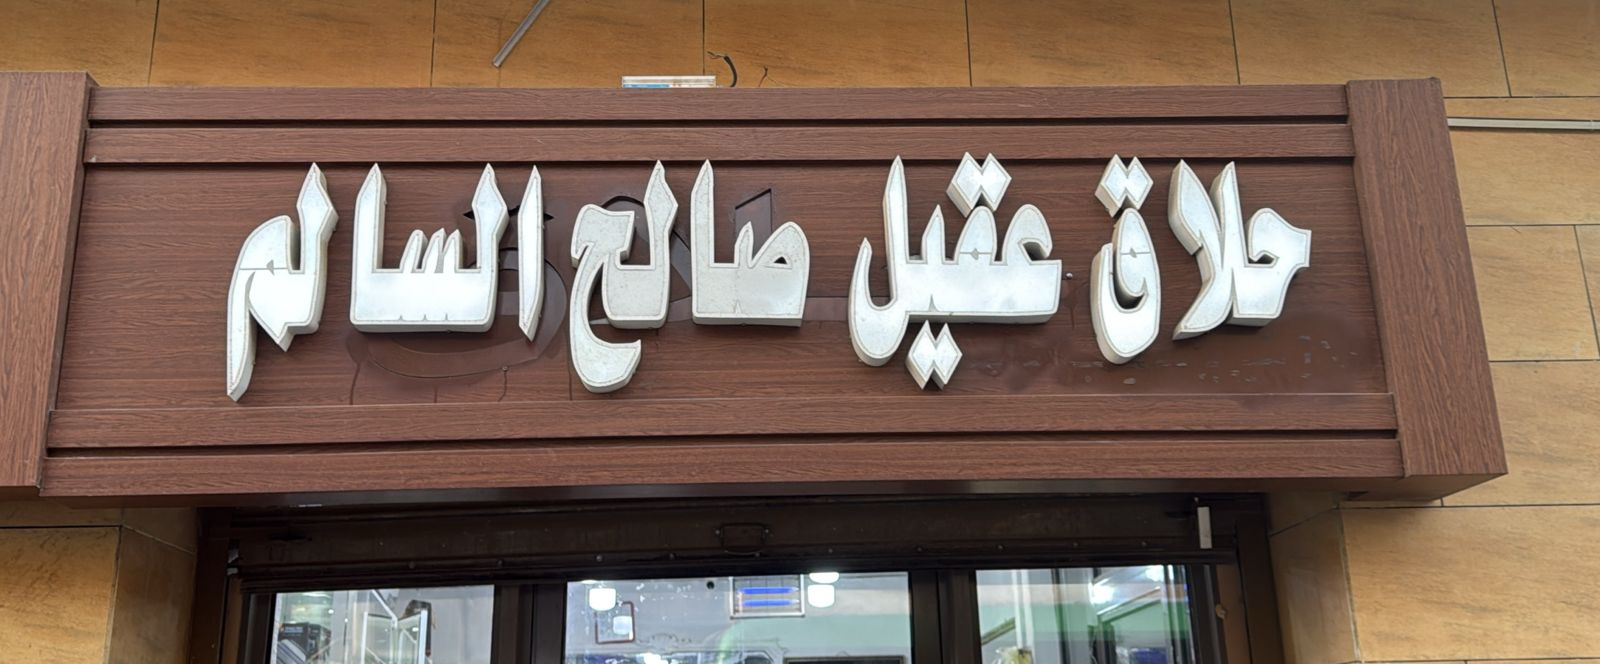 حلاق عقيل صالح السالم